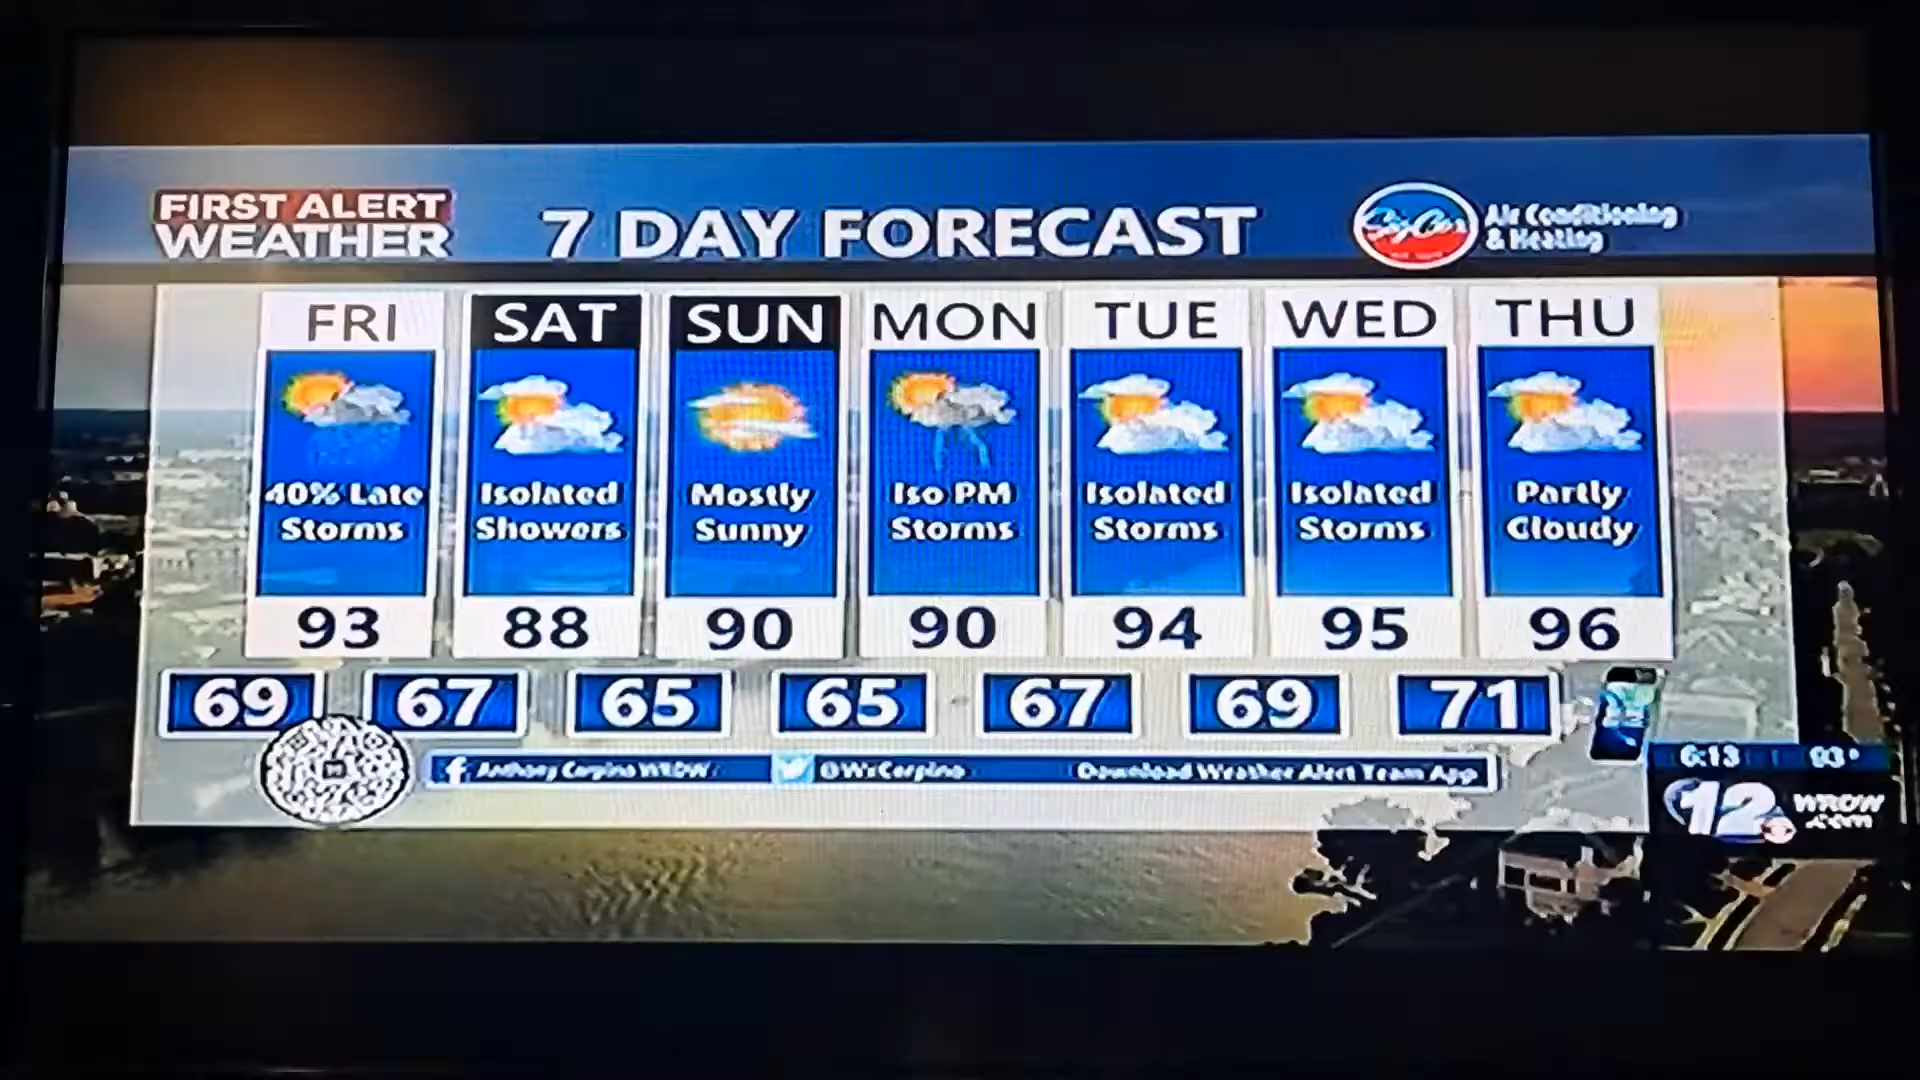 FIRST ALERT
WEATHER
7 DAY FORECAST
Air Conditioning
& Heating
FRI
SAT
SUN
MON
TUE
WED
THU
40% Late
Storms
Isolated
Showers
Mostly
Sunny
Iso PM
Storms
Isolated
Storms
Isolated
Storms
Partly
Cloudy
93
88
90
90
94
95
96
69
67
65
65
67
69
71
Anthony Carpino WRDW
@WxCarpino
Download Weather Alert Team App
6:13
93°
12
WRDW
.com